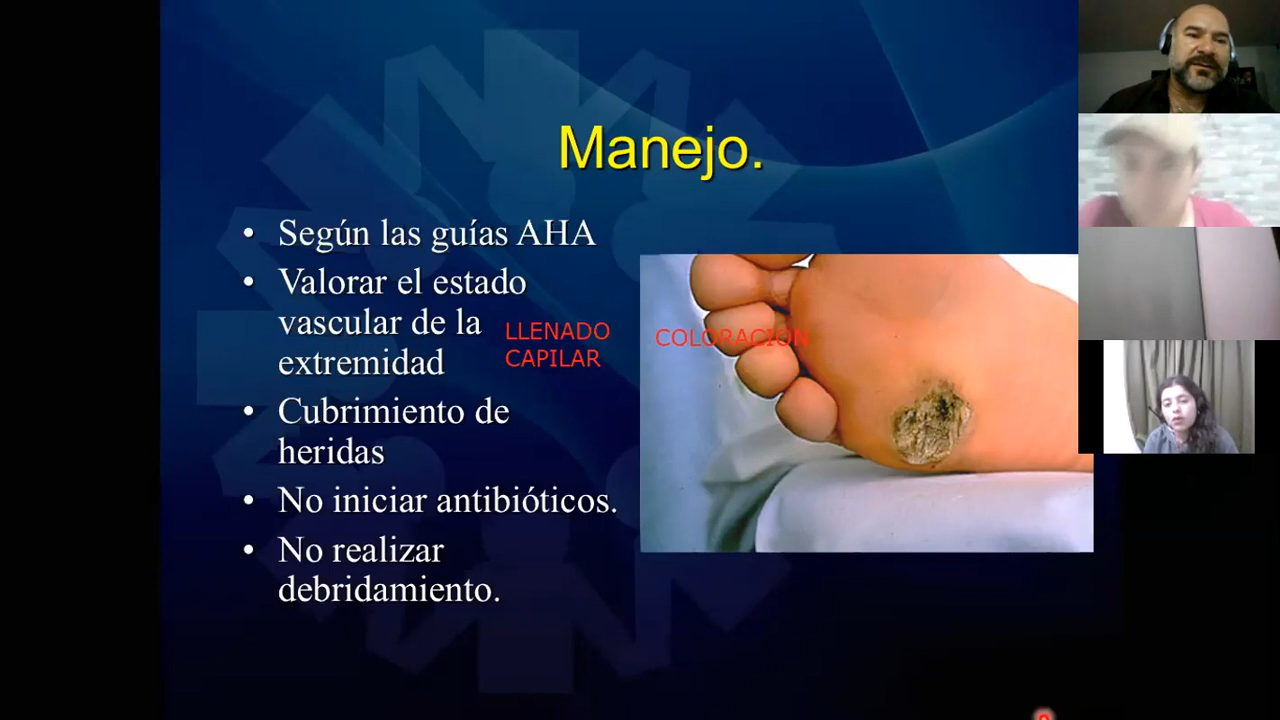 Manejo.
• Según las guías AHA
• Valorar el estado
vascular de la
extremidad
LLENADO
CAPILAR
COLORACIÓN
• Cubrimiento de
heridas
• No iniciar antibióticos.
• No realizar
debridamiento.